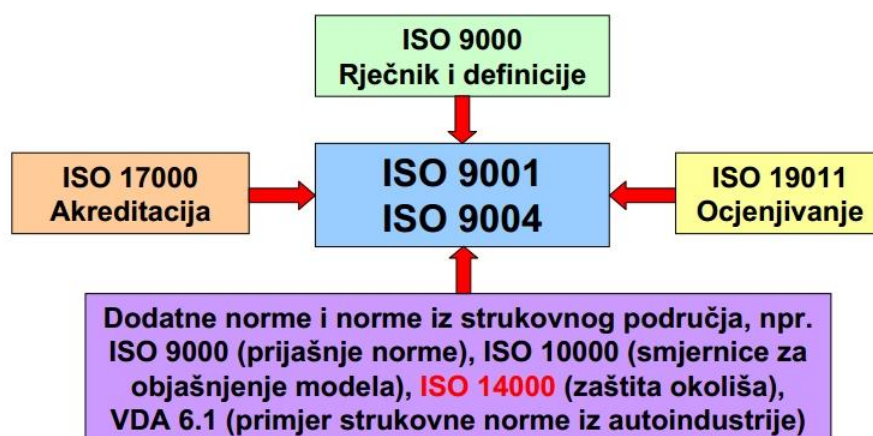 ISO 9000
Rječnik i definicije
ISO 17000
Akreditacija
ISO 9001
ISO 9004
ISO 19011
Ocjenjivanje
Dodatne norme i norme iz strukovnog područja, npr.
ISO 9000 (prijašnje norme), ISO 10000 (smjernice za
objašnjenje modela), ISO 14000 (zaštita okoliša),
VDA 6.1 (primjer strukovne norme iz autoindustrije)